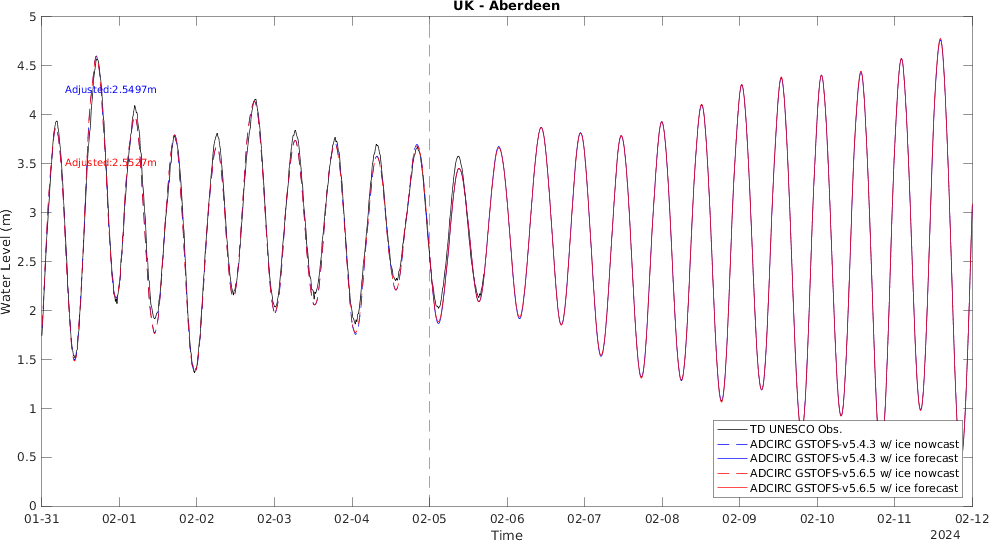 UK - Aberdeen
5
4.5
Adjusted:2.5497m
4
3.5
Adjusted:2.5527m
3
2.5
2
1.5
1
0.5
0
Water Level (m)
TD UNESCO Obs.
ADCIRC GSTOFS-v5.4.3 w/ ice nowcast
ADCIRC GSTOFS-v5.4.3 w/ ice forecast
ADCIRC GSTOFS-v5.6.5 w/ ice nowcast
ADCIRC GSTOFS-v5.6.5 w/ ice forecast
01-31 02-01 02-02 02-03 02-04 02-05 02-06 02-07 02-08 02-09 02-10 02-11 02-12
Time
2024